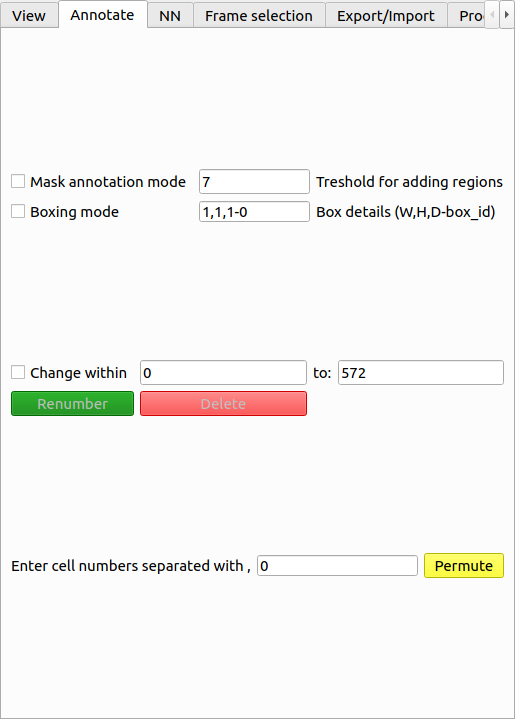 View Annotate NN Frame selection Export/Import
Mask annotation mode 7 Treshold for adding regions
Boxing mode 1,1,1-0 Box details (W,H,D-box_id)
Change within 0 to: 572
Renumber Delete
Enter cell numbers separated with , 0 Permute